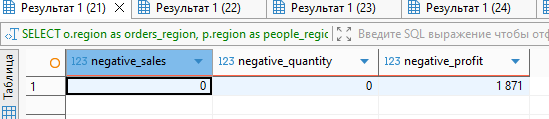 Результат 1 (21) Результат 1 (22) Результат 1 (23) Результат 1 (24)
SELECT o.region as orders_region, p.region as people_regic Введите SQL выражение чтобы отф
Таблица
123 negative_sales 123 negative_quantity 123 negative_profit
1 0 0 1 871